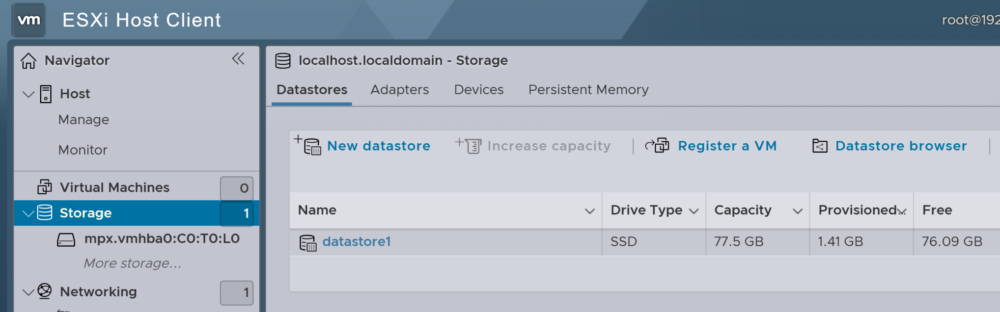 vm ESXi Host Client
root@192
Navigator
Host
Manage
Monitor
Virtual Machines 0
Storage 1
mpx.vmhba0:C0:T0:L0
More storage...
Networking 1
localhost.localdomain - Storage
Datastores Adapters Devices Persistent Memory
New datastore Increase capacity Register a VM Datastore browser
Name Drive Type Capacity Provisioned... Free
datastore1 SSD 77.5 GB 1.41 GB 76.09 GB